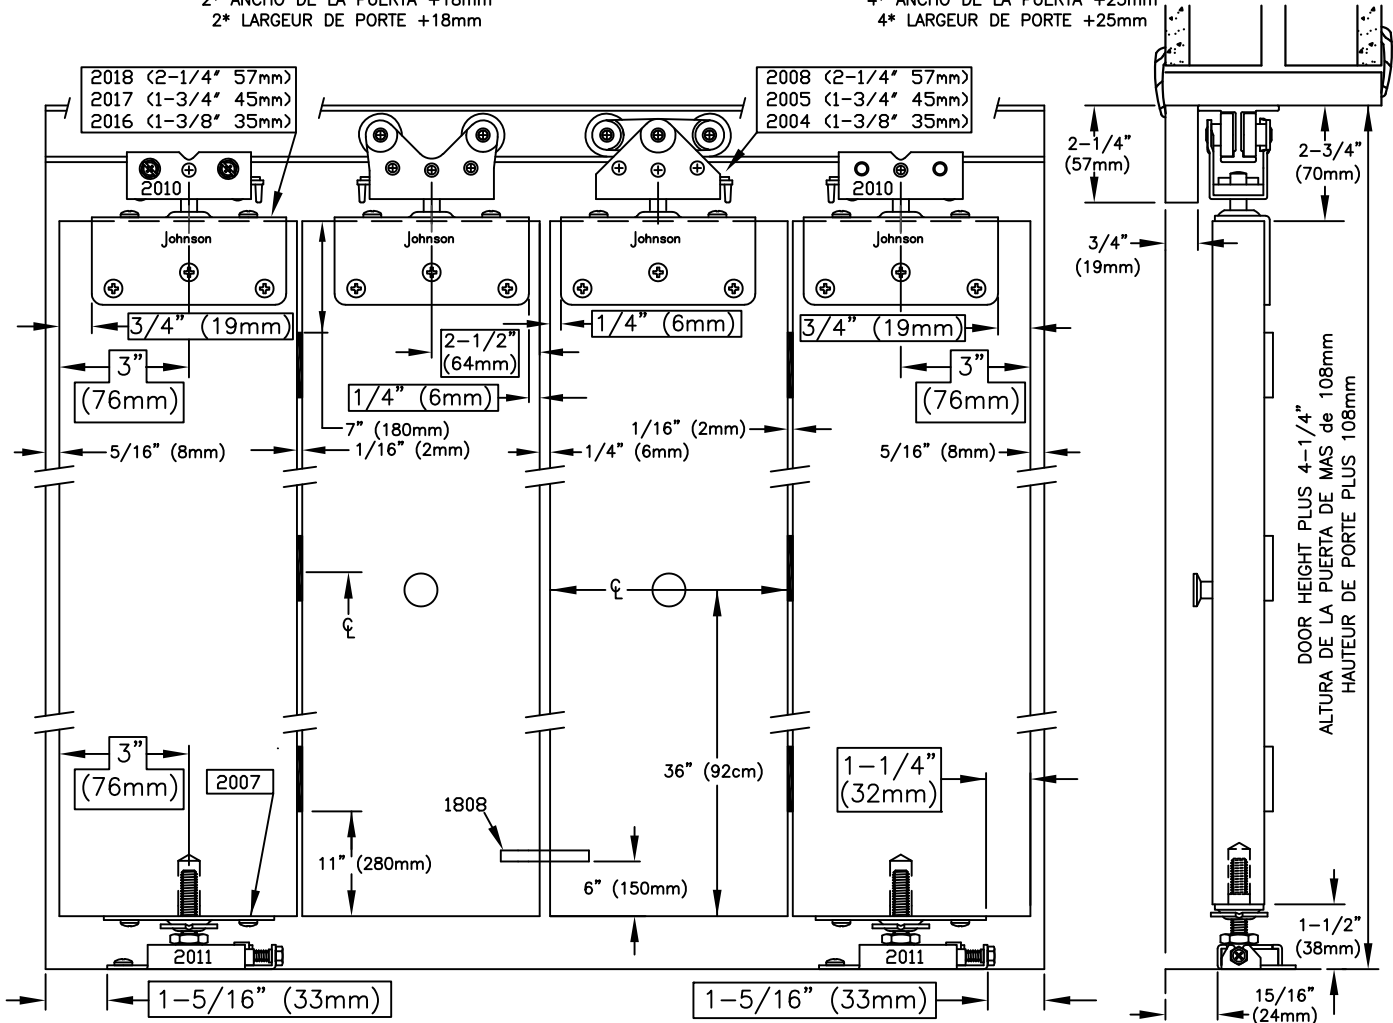 2* ANCHO DE LA PUERTA +18mm
2* LARGEUR DE PORTE +18mm
4* ANCHO DE LA PUERTA +25mm
4* LARGEUR DE PORTE +25mm
2018 (2-1/4" 57mm)
2017 (1-3/4" 45mm)
2016 (1-3/8" 35mm)
2008 (2-1/4" 57mm)
2005 (1-3/4" 45mm)
2004 (1-3/8" 35mm)
2-1/4"
(57mm)
2-3/4"
(70mm)
2010
2010
Johnson
Johnson
Johnson
Johnson
3/4"
(19mm)
3/4" (19mm)
2-1/2"
(64mm)
1/4" (6mm)
3/4" (19mm)
3"
(76mm)
1/4" (6mm)
3"
(76mm)
7" (180mm)
1/16" (2mm)
5/16" (8mm)
1/16" (2mm)
1/4" (6mm)
5/16" (8mm)
℄
℄
DOOR HEIGHT PLUS 4-1/4"
ALTURA DE LA PUERTA DE MAS de 108mm
HAUTEUR DE PORTE PLUS 108mm
3"
(76mm)
2007
36" (92cm)
1-1/4"
(32mm)
1808
11" (280mm)
6" (150mm)
2011
2011
1-1/2"
(38mm)
1-5/16" (33mm)
1-5/16" (33mm)
15/16"
(24mm)